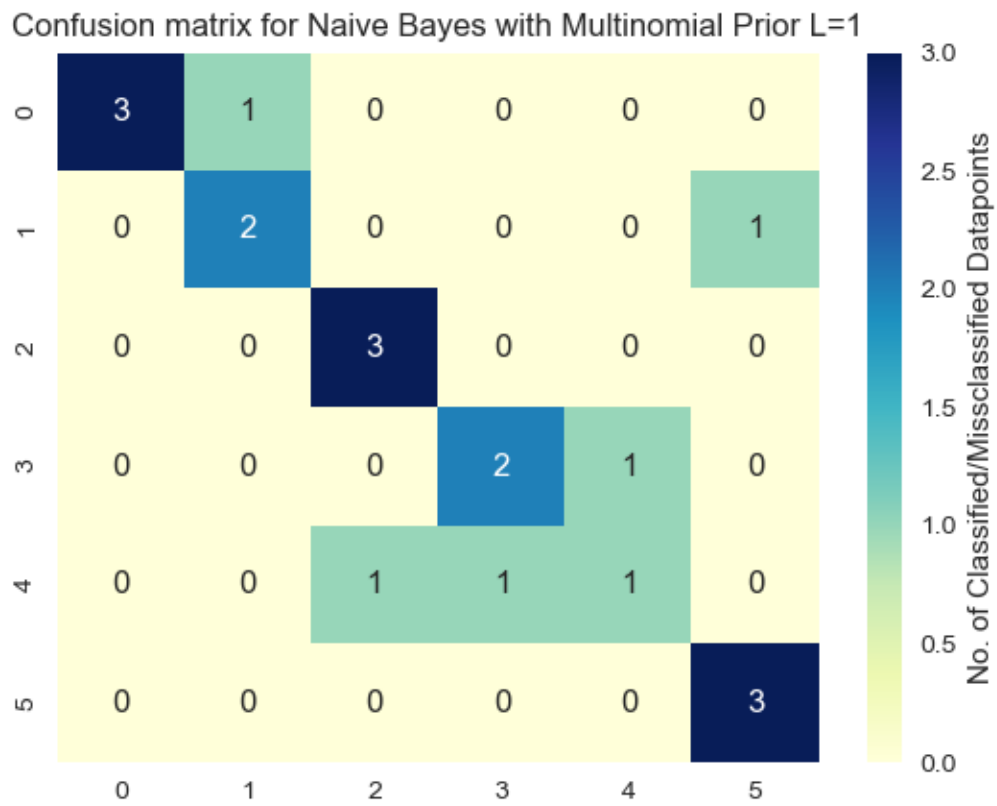 Confusion matrix for Naive Bayes with Multinomial Prior L=1
0 3 1 0 0 0 0
1 0 2 0 0 0 1
2 0 0 3 0 0 0
3 0 0 0 2 1 0
4 0 0 1 1 1 0
5 0 0 0 0 0 3
0 1 2 3 4 5
3.0
2.5
2.0
1.5
1.0
0.5
0.0
No. of Classified/Missclassified Datapoints